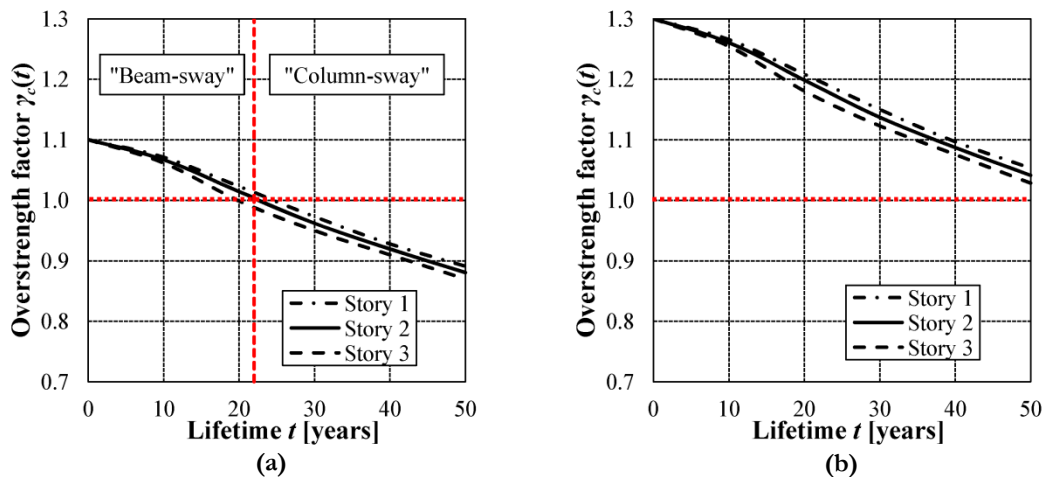 1.3
1.2
1.1
1.0
0.9
0.8
0.7
Overstrength factor γc(t)
"Beam-sway"
"Column-sway"
Story 1
Story 2
Story 3
0 10 20 30 40 50
Lifetime t [years]
(a)
1.3
1.2
1.1
1.0
0.9
0.8
0.7
Overstrength factor γc(t)
Story 1
Story 2
Story 3
0 10 20 30 40 50
Lifetime t [years]
(b)